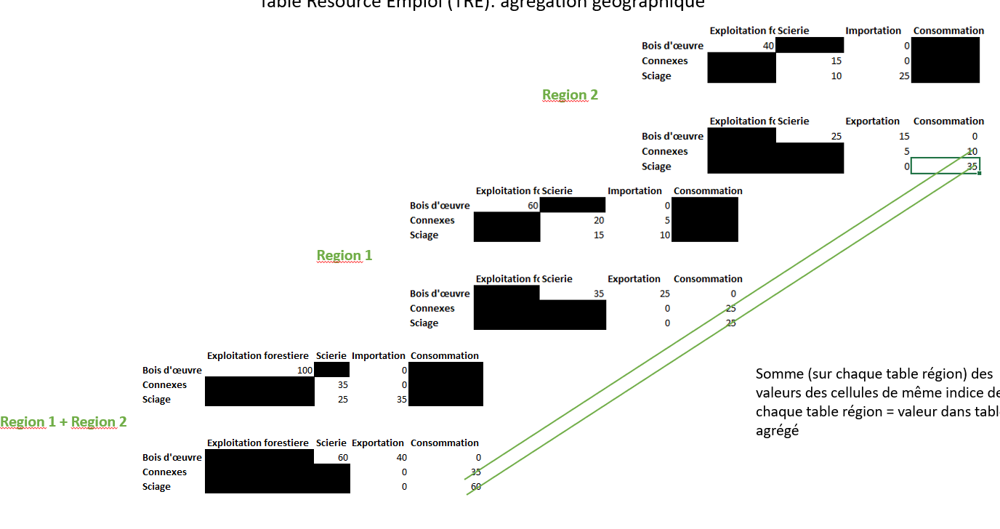 Table Resource Emploi (TRE): agrégation géographique
Exploitation fo Scierie Importation Consommation
Bois d'œuvre 40 0
Connexes 15 0
Sciage 10 25
Region 2
Exploitation fo Scierie Exportation Consommation
Bois d'œuvre 25 15 0
Connexes 5 10
Sciage 0 35
Exploitation fo Scierie Importation Consommation
Bois d'œuvre 60 0
Connexes 20 5
Sciage 15 10
Region 1
Exploitation fo Scierie Exportation Consommation
Bois d'œuvre 35 25 0
Connexes 0 25
Sciage 0 25
Exploitation forestiere Scierie Importation Consommation
Bois d'œuvre 100 0
Connexes 35 0
Sciage 25 35
Region 1 + Region 2
Exploitation forestiere Scierie Exportation Consommation
Bois d'œuvre 60 40 0
Connexes 0 35
Sciage 0 60
Somme (sur chaque table région) des
valeurs des cellules de même indice de
chaque table région = valeur dans tabl
agrégé